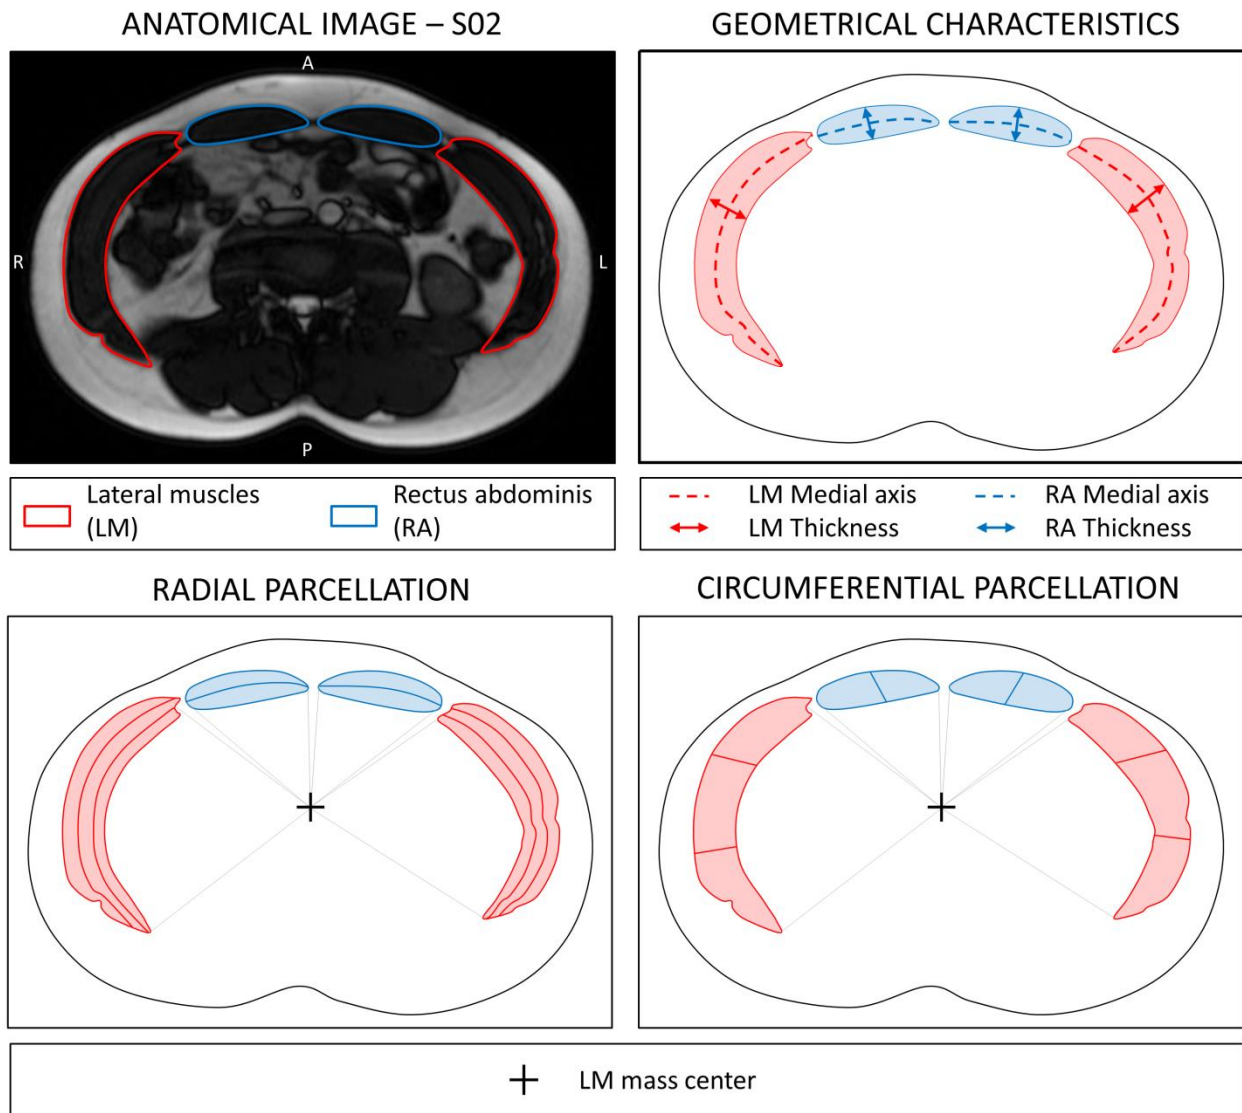 ANATOMICAL IMAGE – S02
GEOMETRICAL CHARACTERISTICS
A
R
L
P
Lateral muscles
(LM)
Rectus abdominis
(RA)
LM Medial axis
RA Medial axis
LM Thickness
RA Thickness
RADIAL PARCELLATION
CIRCUMFERENTIAL PARCELLATION
LM mass center